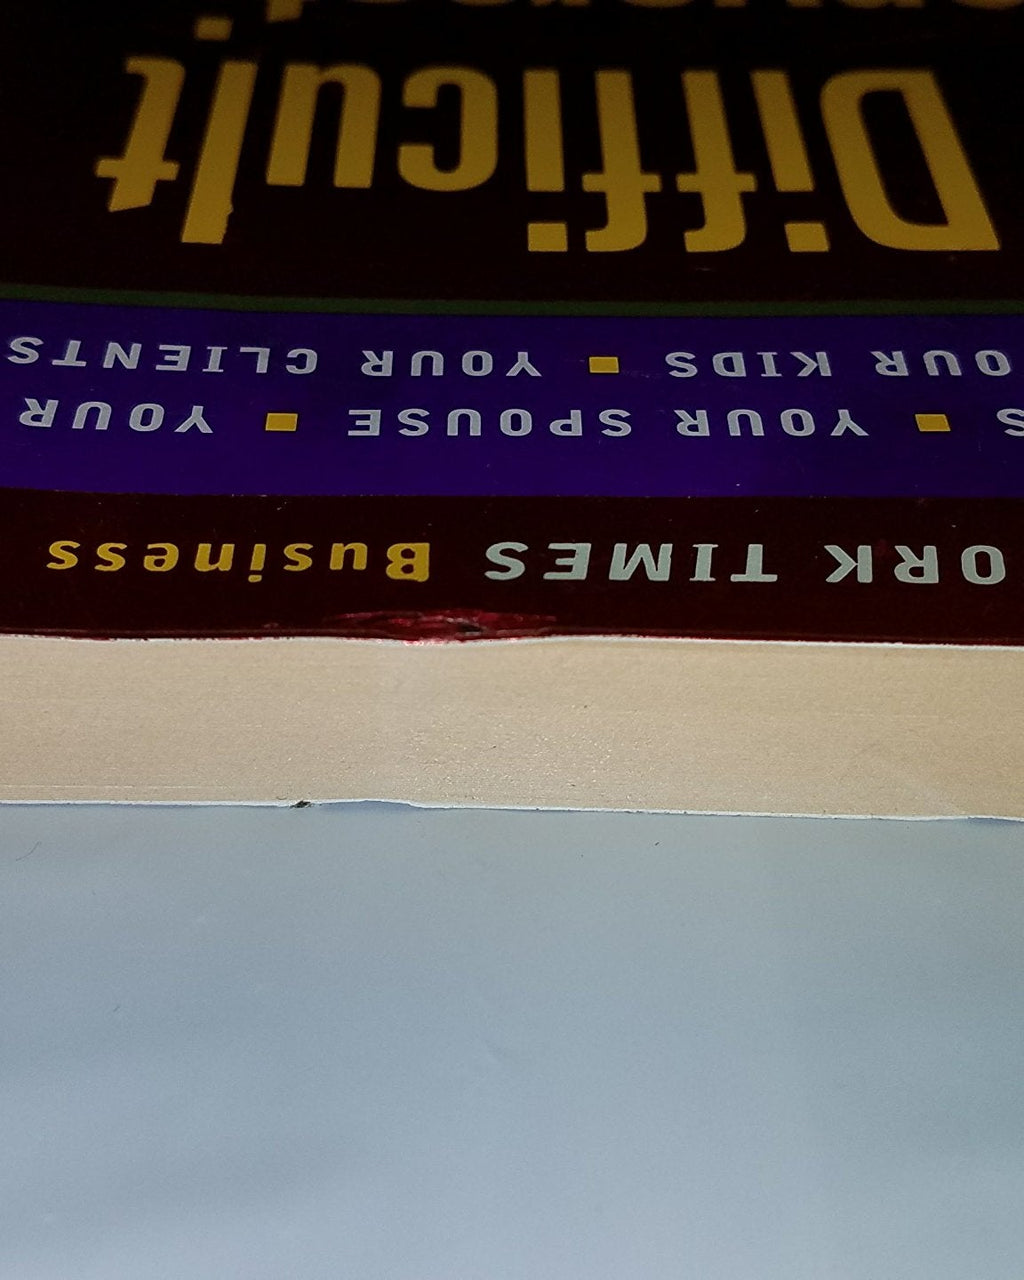 ORK TIMES Business
S ■ YOUR SPOUSE ■ YOUR
OUR KIDS ■ YOUR CLIENTS
Difficult